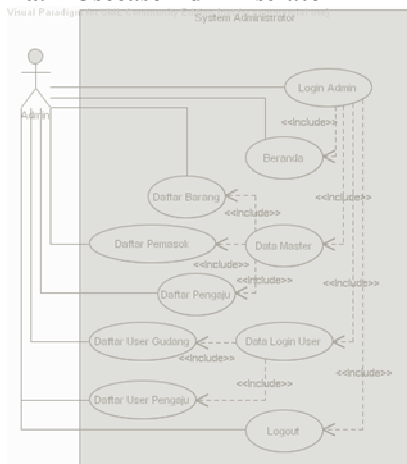 System Administrator
Login Admin
Admin
<<Include>>
Beranda
<<Include>>
Daftar Barang
<<Include>>
Daftar Pemasok
Data Master
<<Include>>
<<Include>>
<<Include>>
Daftar Pengaju
Daftar User Gudang
Data Login User
<<Include>>
<<Include>>
<<Include>>
Daftar User Pengaju
Logout